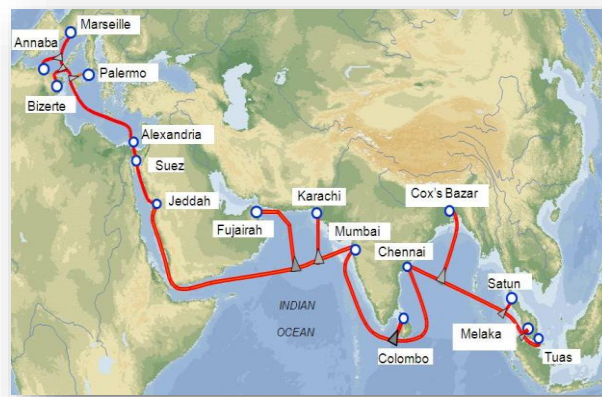 Marseille
Annaba
Palermo
Bizerte
Alexandria
Suez
Jeddah
Fujairah
Karachi
Mumbai
Cox's Bazar
Chennai
Satun
INDIAN
OCEAN
Melaka
Colombo
Tuas